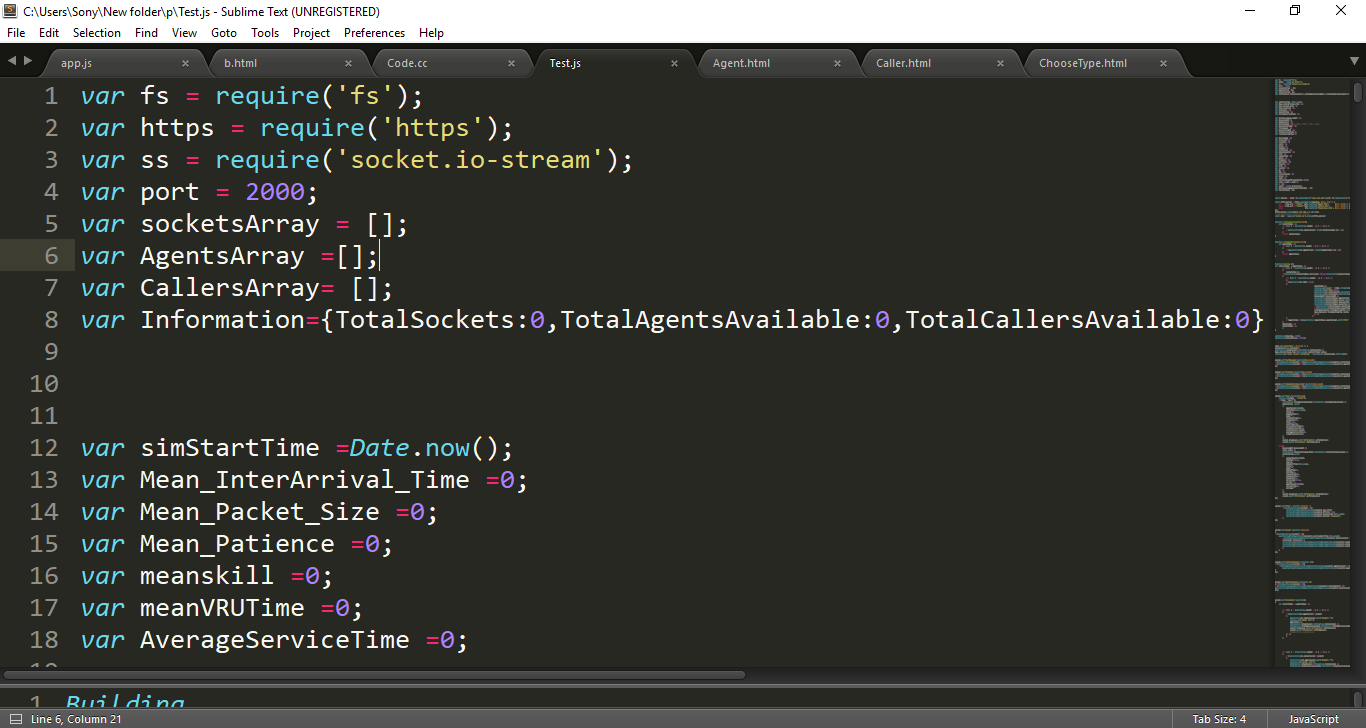 C:\Users\Sony\New folder\p\Test.js - Sublime Text (UNREGISTERED)
File Edit Selection Find View Goto Tools Project Preferences Help
app.js b.html Code.cc Test.js Agent.html Caller.html ChooseType.html
1 var fs = require('fs');
2 var https = require('https');
3 var ss = require('socket.io-stream');
4 var port = 2000;
5 var socketsArray = [];
6 var AgentsArray =[];
7 var CallersArray= [];
8 var Information={TotalSockets:0,TotalAgentsAvailable:0,TotalCallersAvailable:0}
9
10
11
12 var simStartTime =Date.now();
13 var Mean_InterArrival_Time =0;
14 var Mean_Packet_Size =0;
15 var Mean_Patience =0;
16 var meanskill =0;
17 var meanVRUTime =0;
18 var AverageServiceTime =0;
1 Building
Line 6, Column 21 Tab Size: 4 JavaScript